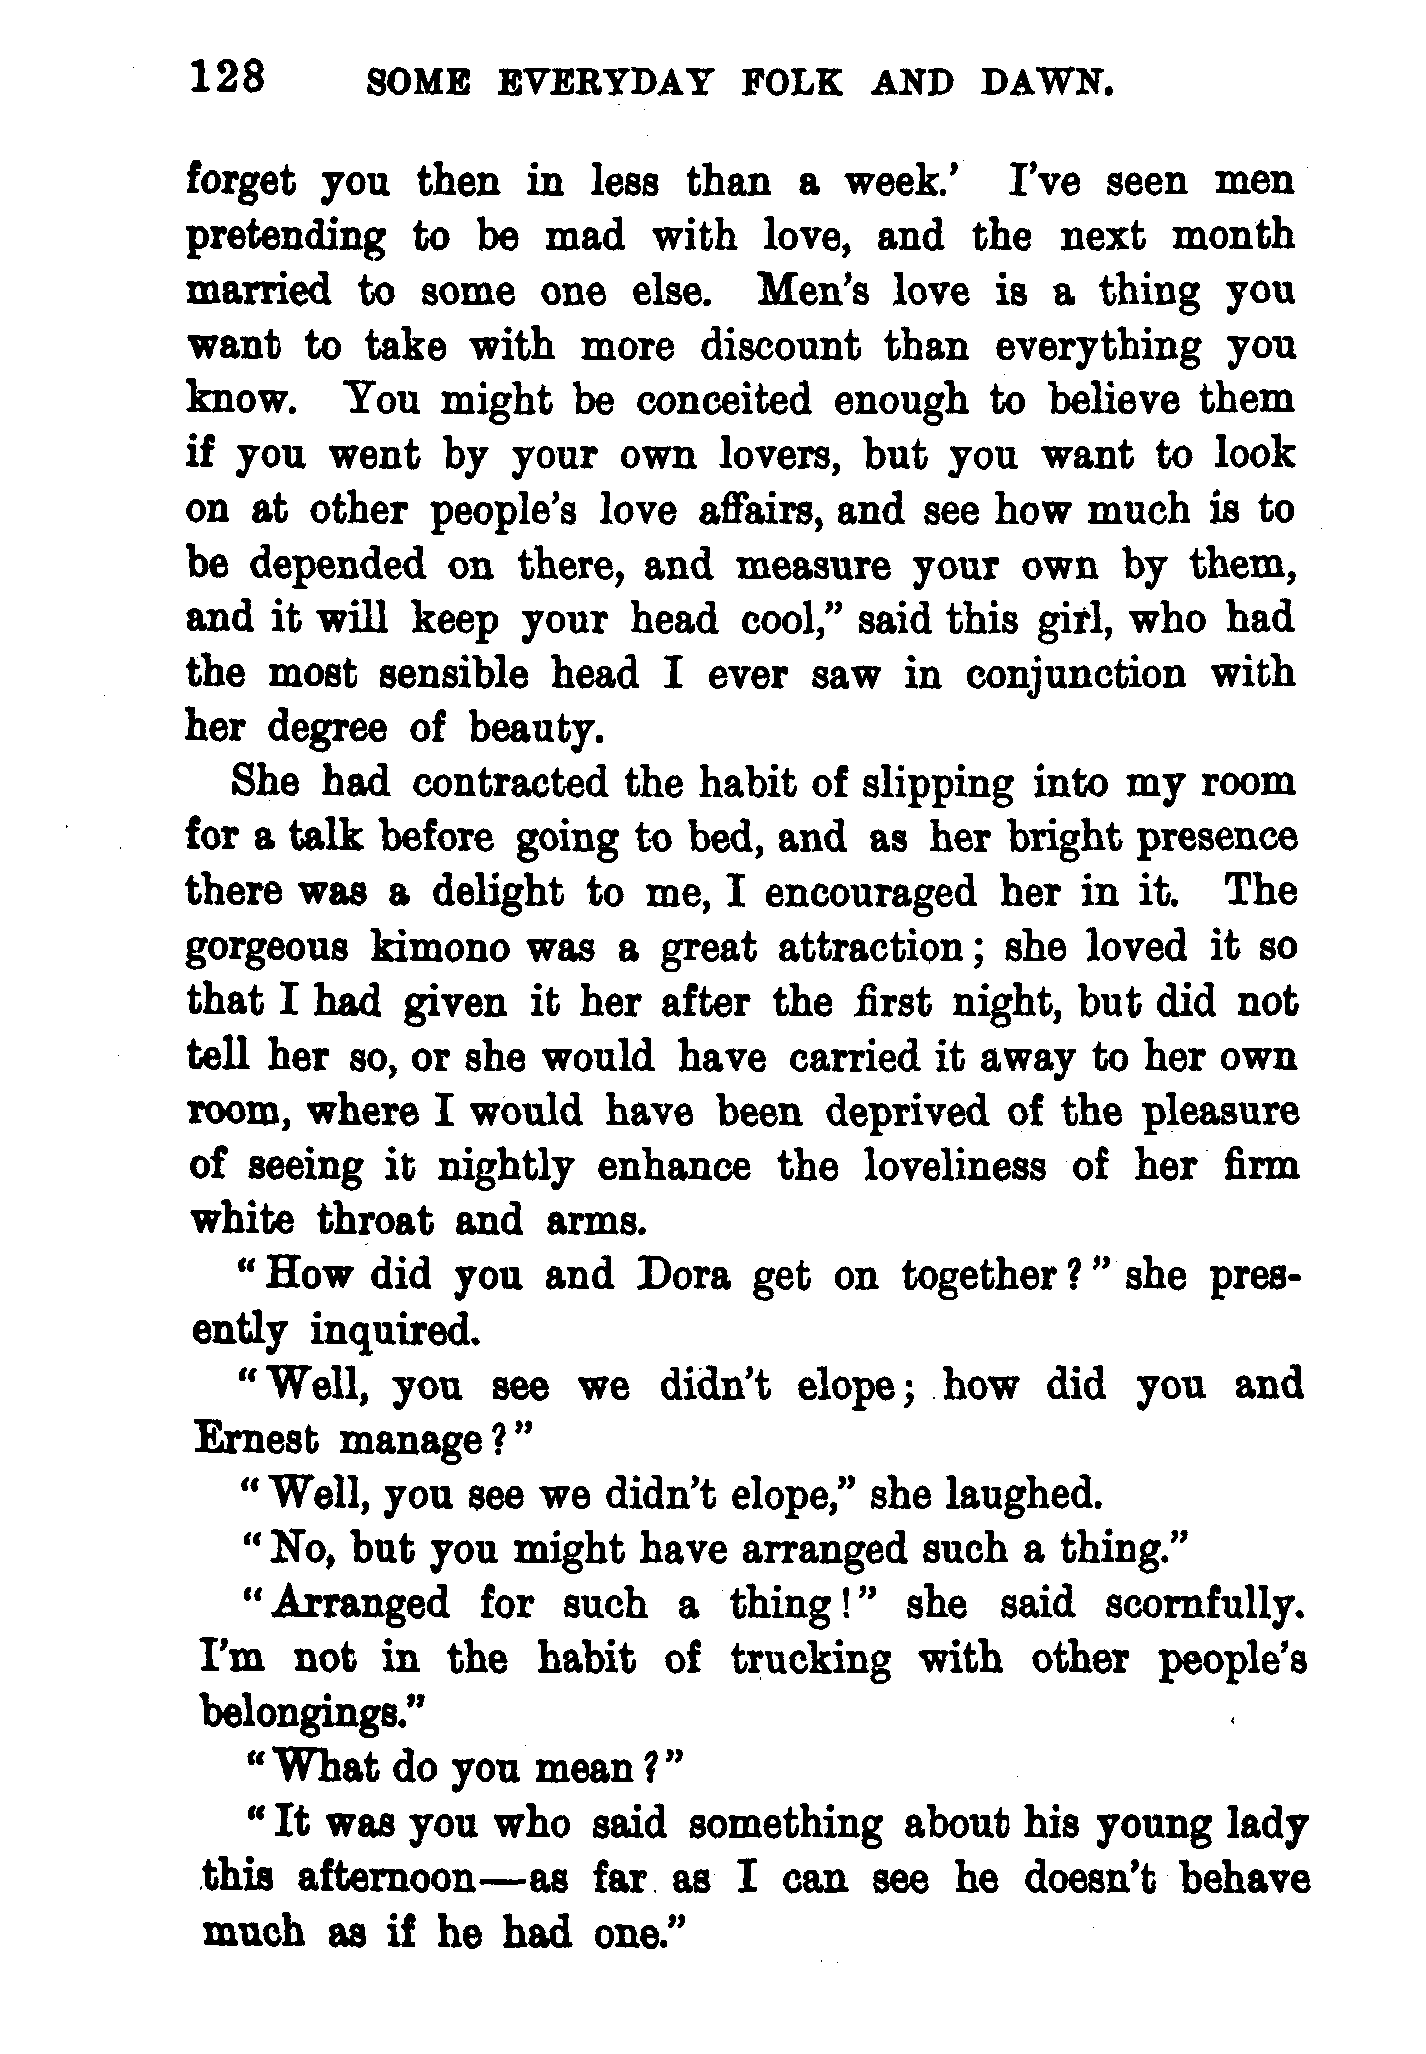 128 SOME EVERYDAY FOLK AND DAWN.
forget you then in less than a week.' I've seen men
pretending to be mad with love, and the next month
married to some one else. Men's love is a thing you
want to take with more discount than everything you
know. You might be conceited enough to believe them
if you went by your own lovers, but you want to look
on at other people's love affairs, and see how much is to
be depended on there, and measure your own by them,
and it will keep your head cool,” said this girl, who had
the most sensible head I ever saw in conjunction with
her degree of beauty.
She had contracted the habit of slipping into my room
for a talk before going to bed, and as her bright presence
there was a delight to me, I encouraged her in it. The
gorgeous kimono was a great attraction; she loved it so
that I had given it her after the first night, but did not
tell her so, or she would have carried it away to her own
room, where I would have been deprived of the pleasure
of seeing it nightly enhance the loveliness of her firm
white throat and arms.
“How did you and Dora get on together?” she pres-
ently inquired.
“Well, you see we didn't elope; how did you and
Ernest manage?”
“Well, you see we didn't elope,” she laughed.
“No, but you might have arranged such a thing.”
“Arranged for such a thing!” she said scornfully.
I'm not in the habit of trucking with other people's
belongings.”
“What do you mean?”
“It was you who said something about his young lady
this afternoon—as far as I can see he doesn't behave
much as if he had one.”